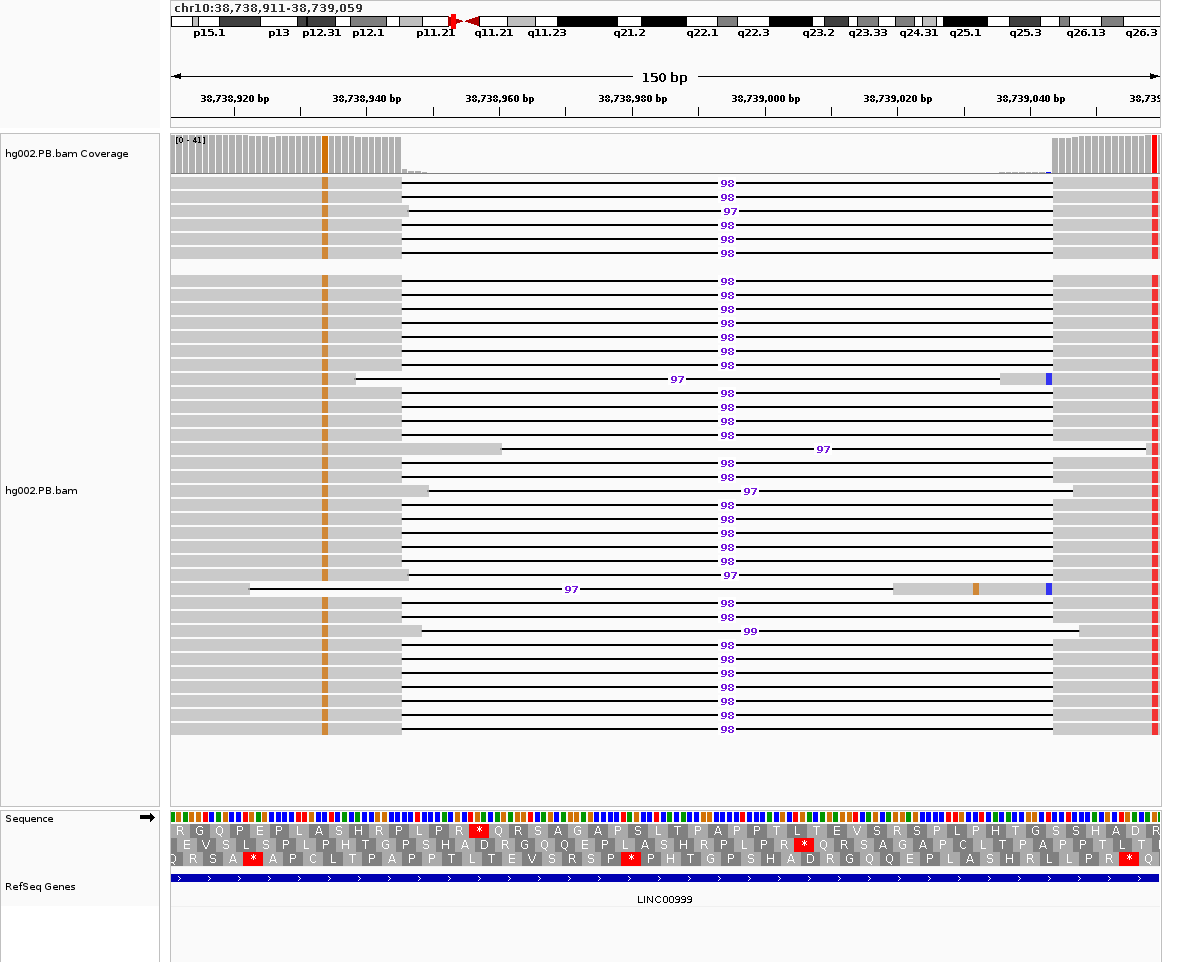 chr10:38,738,911-38,739,059
p15.1 p13 p12.31 p12.1 p11.21 q11.21 q11.23 q21.2 q22.1 q22.3 q23.2 q23.33 q24.31 q25.1 q25.3 q26.13 q26.3
150 bp
38,738,920 bp 38,738,940 bp 38,738,960 bp 38,738,980 bp 38,739,000 bp 38,739,020 bp 38,739,040 bp 38,739
[0 - 41]
hg002.PB.bam Coverage
98
98
97
98
98
98
98
98
98
98
98
98
98
97
98
98
98
98
97
98
98
hg002.PB.bam 97
98
98
98
98
98
97
97
98
98
99
98
98
98
98
98
98
98
Sequence
R G Q P E P L A S H R P L P R * Q R S A G A P S L T P A P P T L T E V S R S P L P H T G S S H A D R
E V S L S P L P H T G P S H A D R G Q Q E P L A S H R P L P R * Q R S A G A P C L T P A P P T L T
Q R S A * A P C L T P A P P T L T E V S R S P * P H T G P S H A D R G Q Q E P L A S H R L L P R * Q
RefSeq Genes
LINC00999